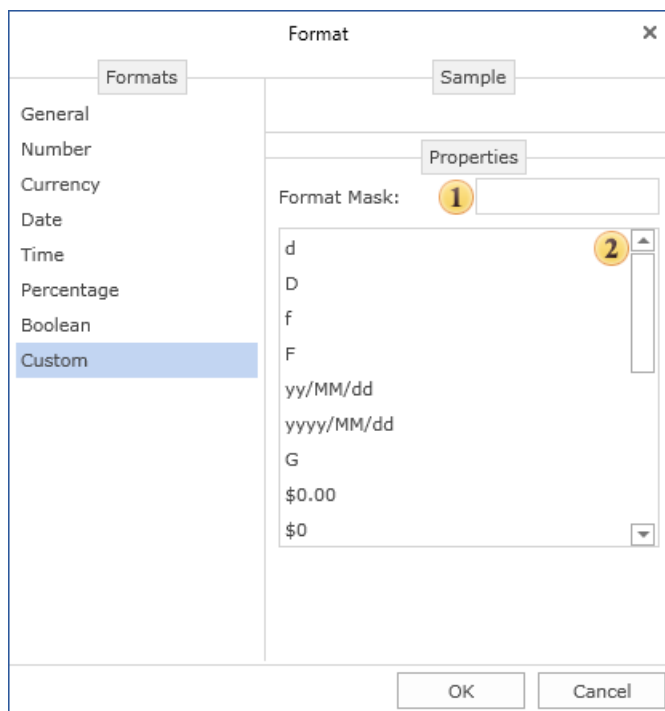 Format
Formats
General
Number
Currency
Date
Time
Percentage
Boolean
Custom
Sample
Properties
Format Mask: 1
2
d
D
f
F
yy/MM/dd
yyyy/MM/dd
G
$0.00
$0
OK
Cancel